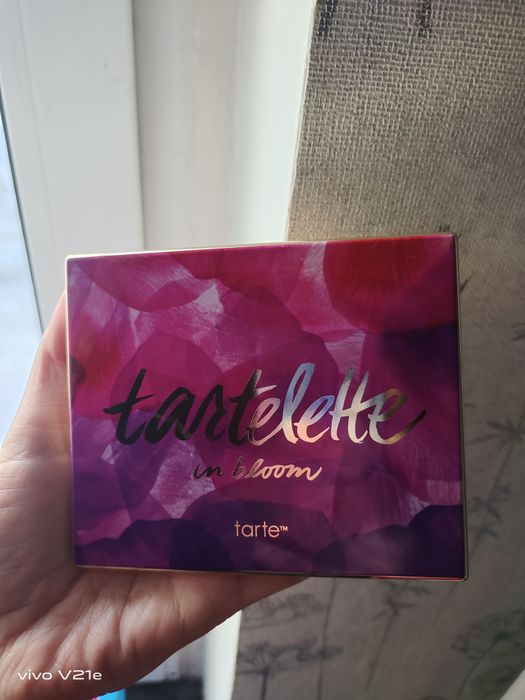 tartelette
in bloom
tarte™
vivo V21e